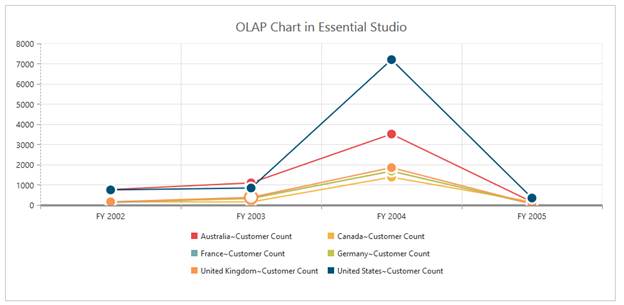 OLAP Chart in Essential Studio
8000
7000
6000
5000
4000
3000
2000
1000
0
FY 2002 FY 2003 FY 2004 FY 2005
Australia~Customer Count Canada~Customer Count
France~Customer Count Germany~Customer Count
United Kingdom~Customer Count United States~Customer Count